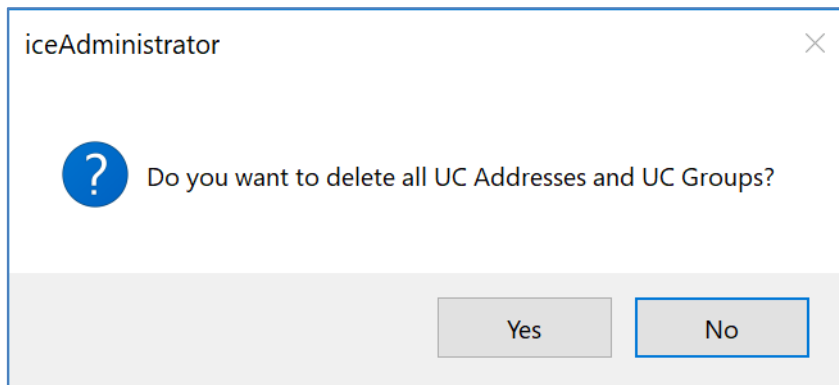 iceAdministrator
?
Do you want to delete all UC Addresses and UC Groups?
Yes
No